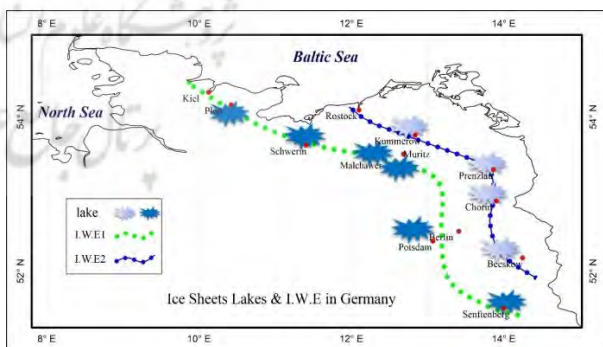 10 °E
12 °E
14 °E
Baltic Sea
North Sea
54 °N
54 °N
Kiel
Plön
Rostock
Kummerow
Schwerin
Malchawer
Muritz
Prenzlau
Chorin
lake
I.W.E1
I.W.E2
Potsdam
Berlin
Beeskow
52 °N
52 °N
Ice Sheets Lakes & I.W.E in Germany
Senftenberg
8 °E
10 °E
12 °E
14 °E